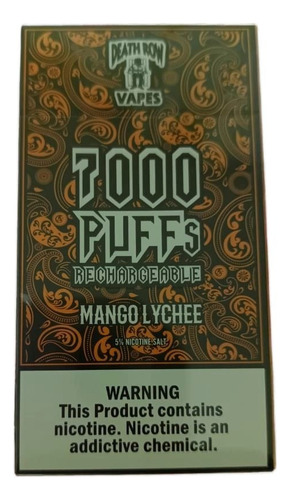 DEATH ROW
VAPES
7000
PUFFS
RECHARGEABLE
MANGO LYCHEE
5% NICOTINE SALT
WARNING
This Product contains
nicotine. Nicotine is an
addictive chemical.